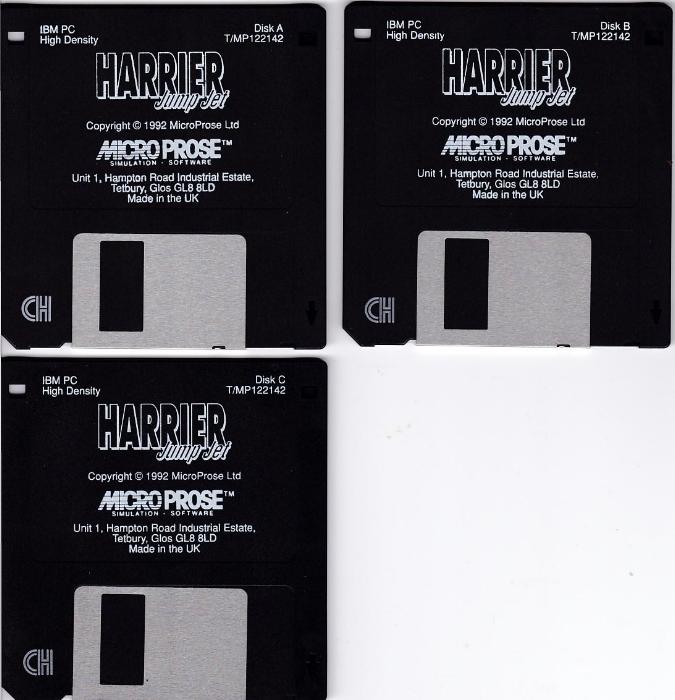 IBM PC
High Density
Disk A
T/MP122142
HARRIER
Jump Jet
Copyright © 1992 MicroProse Ltd
MICRO PROSE™
SIMULATION • SOFTWARE
Unit 1, Hampton Road Industrial Estate,
Tetbury, Glos GL8 8LD
Made in the UK
IBM PC
High Density
Disk B
T/MP122142
HARRIER
Jump Jet
Copyright © 1992 MicroProse Ltd
MICRO PROSE™
SIMULATION • SOFTWARE
Unit 1, Hampton Road Industrial Estate,
Tetbury, Glos GL8 8LD
Made in the UK
IBM PC
High Density
Disk C
T/MP122142
HARRIER
Jump Jet
Copyright © 1992 MicroProse Ltd
MICRO PROSE™
SIMULATION • SOFTWARE
Unit 1, Hampton Road Industrial Estate,
Tetbury, Glos GL8 8LD
Made in the UK